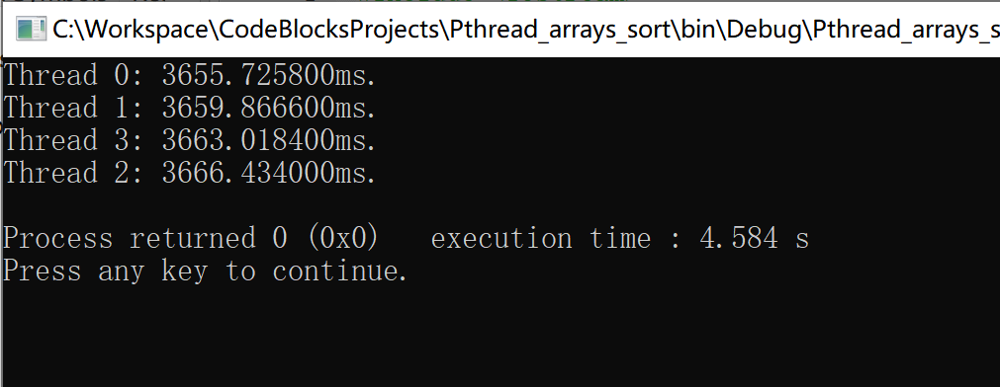 C:\Workspace\CodeBlocksProjects\Pthread_arrays_sort\bin\Debug\Pthread_arrays_s
Thread 0: 3655.725800ms.
Thread 1: 3659.866600ms.
Thread 3: 3663.018400ms.
Thread 2: 3666.434000ms.
Process returned 0 (0x0)   execution time : 4.584 s
Press any key to continue.